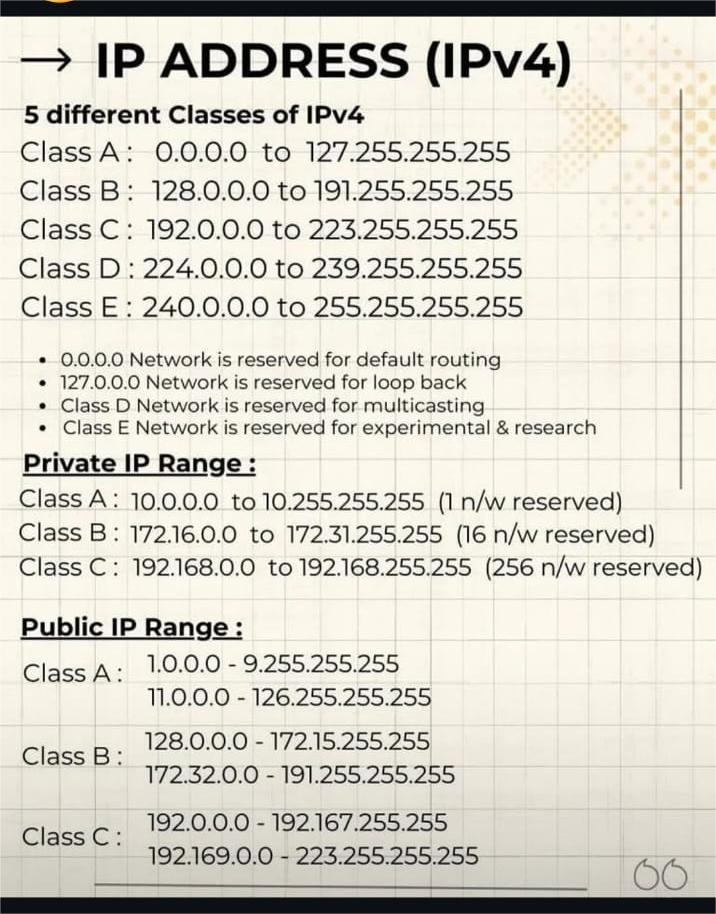 → IP ADDRESS (IPv4)
5 different Classes of IPv4
Class A : 0.0.0.0 to 127.255.255.255
Class B : 128.0.0.0 to 191.255.255.255
Class C : 192.0.0.0 to 223.255.255.255
Class D : 224.0.0.0 to 239.255.255.255
Class E : 240.0.0.0 to 255.255.255.255
• 0.0.0.0 Network is reserved for default routing
• 127.0.0.0 Network is reserved for loop back
• Class D Network is reserved for multicasting
• Class E Network is reserved for experimental & research
Private IP Range :
Class A : 10.0.0.0 to 10.255.255.255 (1 n/w reserved)
Class B : 172.16.0.0 to 172.31.255.255 (16 n/w reserved)
Class C : 192.168.0.0 to 192.168.255.255 (256 n/w reserved)
Public IP Range :
Class A : 1.0.0.0 - 9.255.255.255
11.0.0.0 - 126.255.255.255
Class B : 128.0.0.0 - 172.15.255.255
172.32.0.0 - 191.255.255.255
Class C : 192.0.0.0 - 192.167.255.255
192.169.0.0 - 223.255.255.255